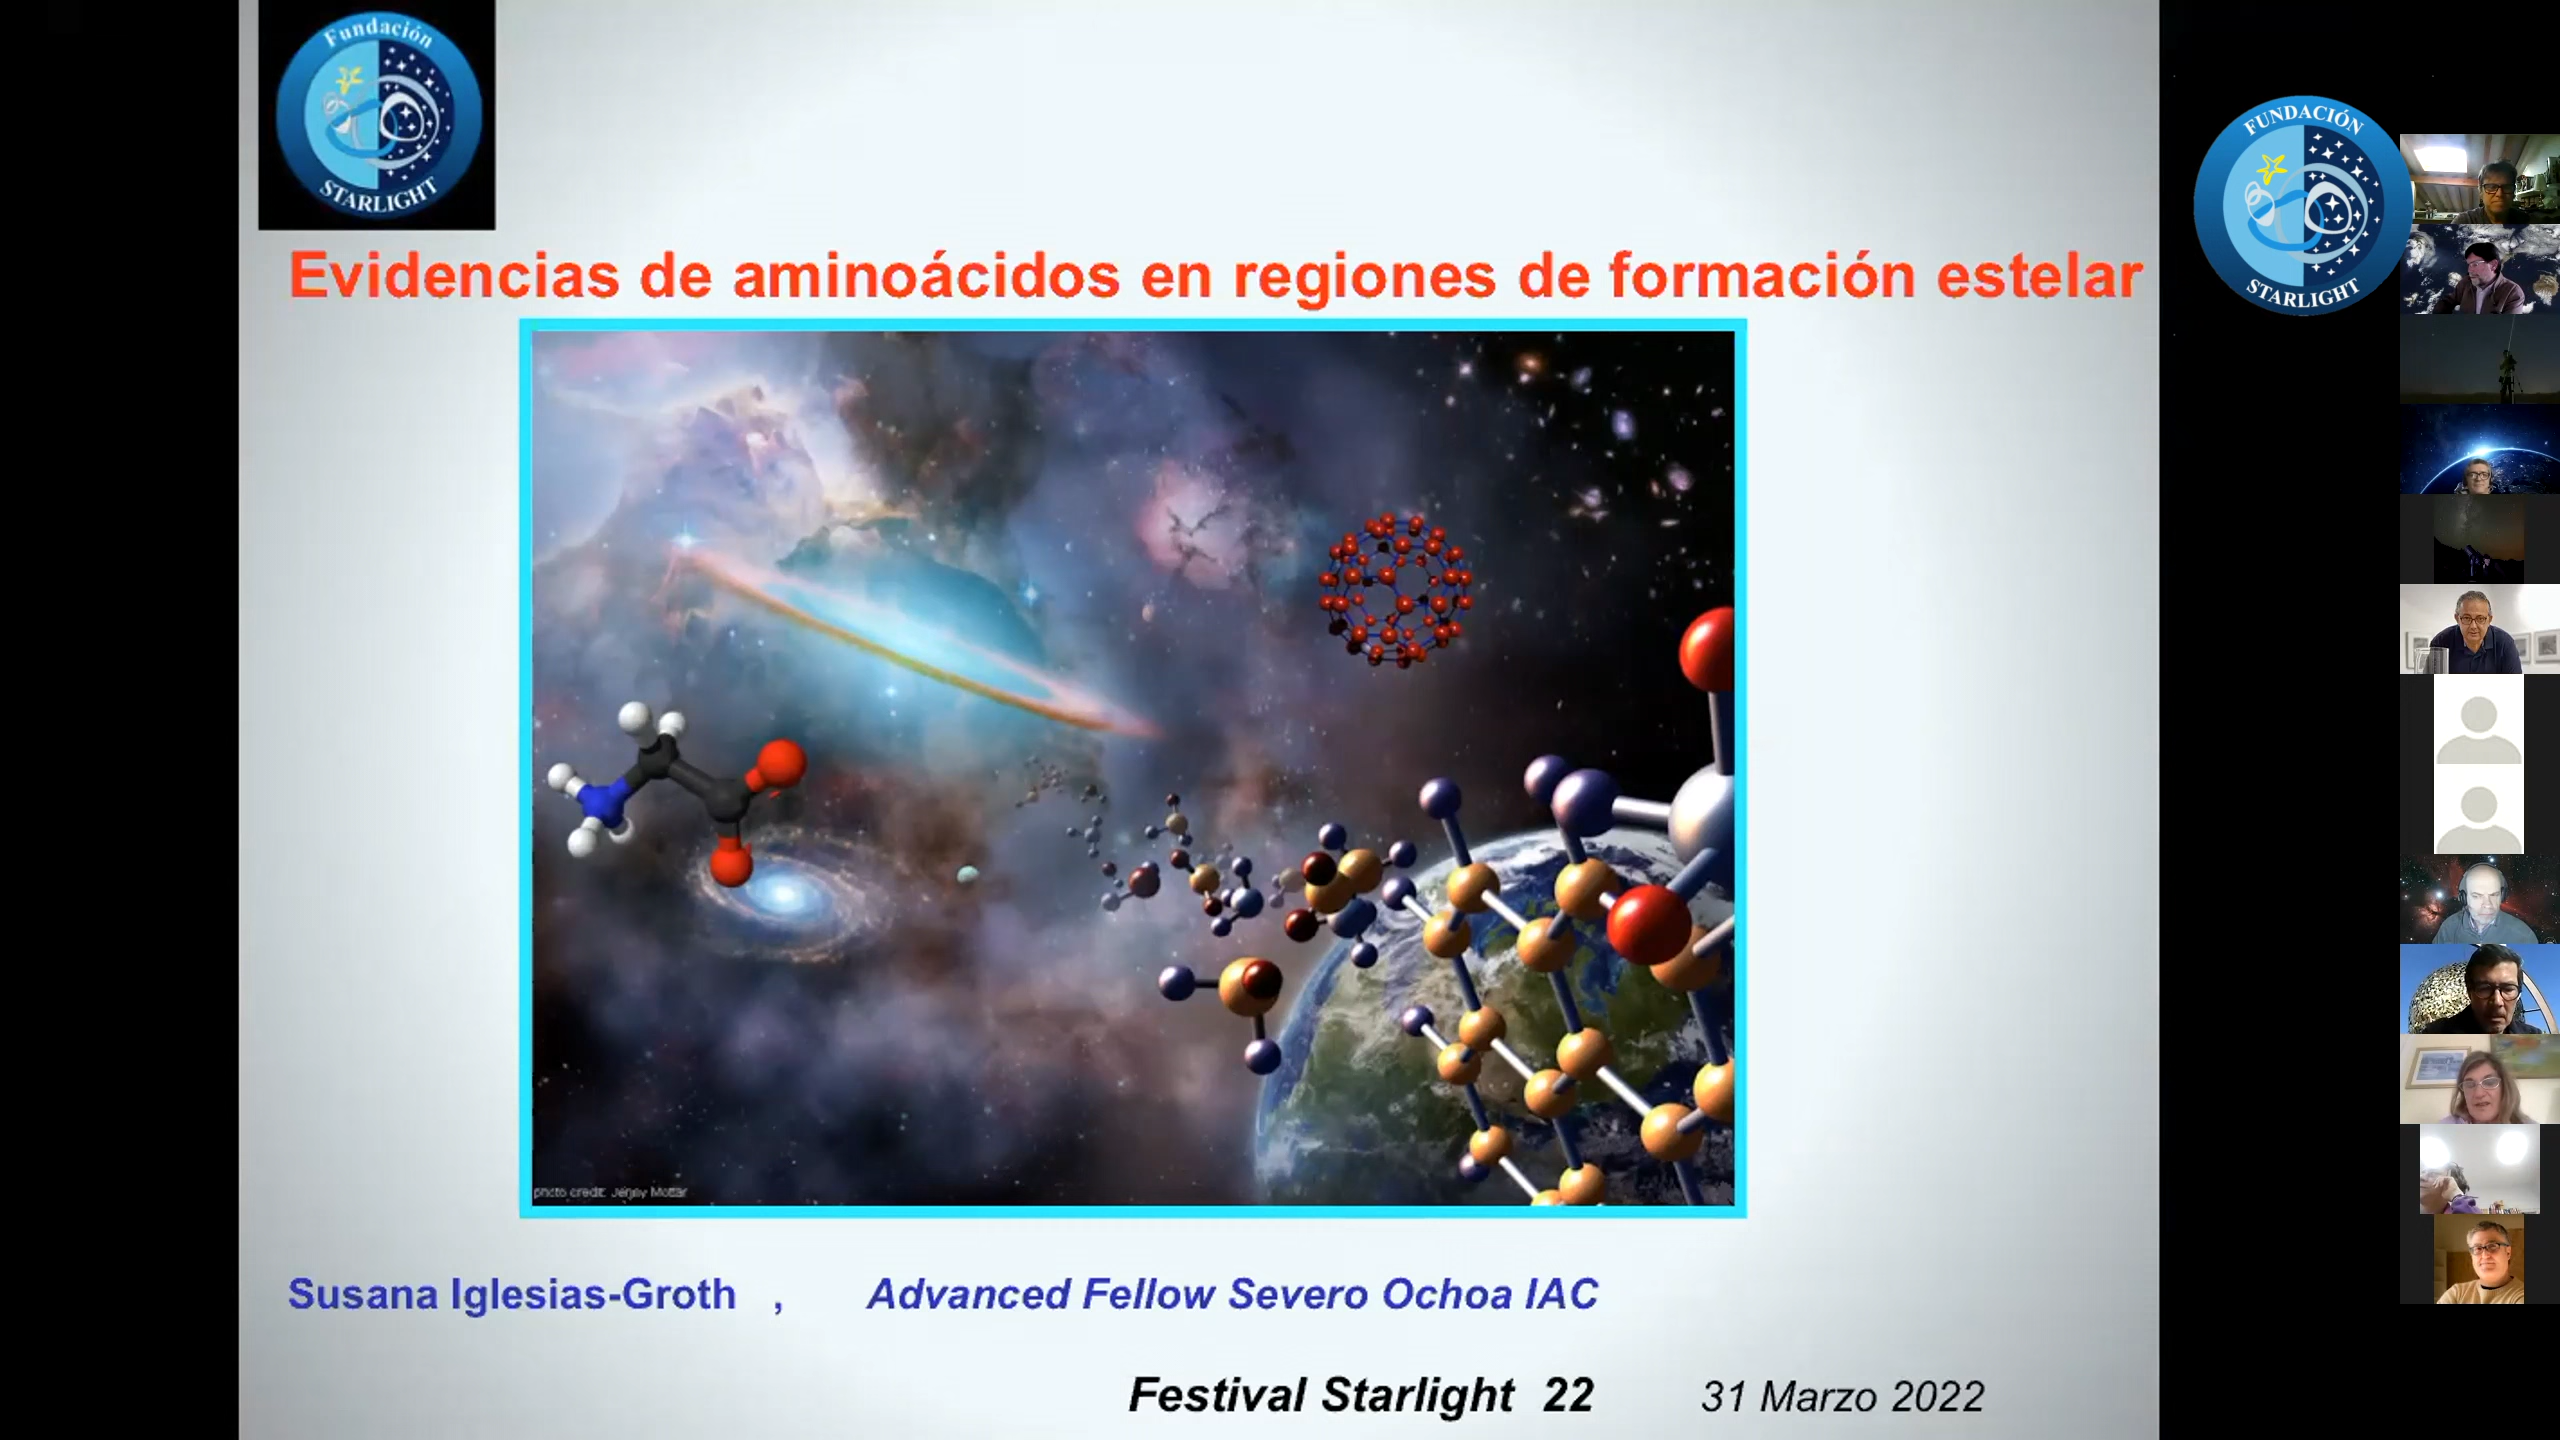 Fundación
STARLIGHT
FUNDACIÓN
STARLIGHT
Evidencias de aminoácidos en regiones de formación estelar
photo credit: Jenny Mottar
Susana Iglesias-Groth , Advanced Fellow Severo Ochoa IAC
Festival Starlight 22 31 Marzo 2022